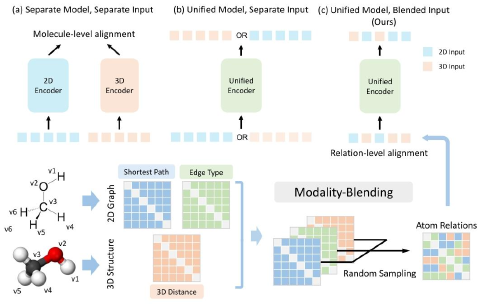 (a) Separate Model, Separate Input
(b) Unified Model, Separate Input
(c) Unified Model, Blended Input
(Ours)
2D Input
3D Input
Molecule-level alignment
OR
2D
Encoder
3D
Encoder
Unified
Encoder
Unified
Encoder
OR
Relation-level alignment
v1
H
v2
O
v3
C
v6
H
H
H
v6
v5
v4
2D Graph
Shortest Path
Edge Type
Modality-Blending
Atom Relations
Random Sampling
v3
v2
v1
v5
v4
3D Structure
3D Distance